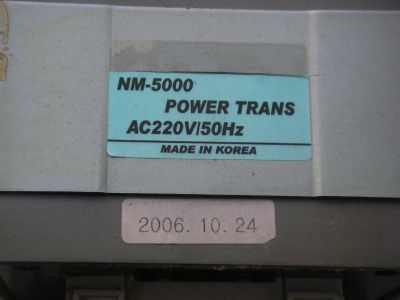 NM-5000
POWER TRANS
AC220V/50Hz
MADE IN KOREA
2006. 10. 24